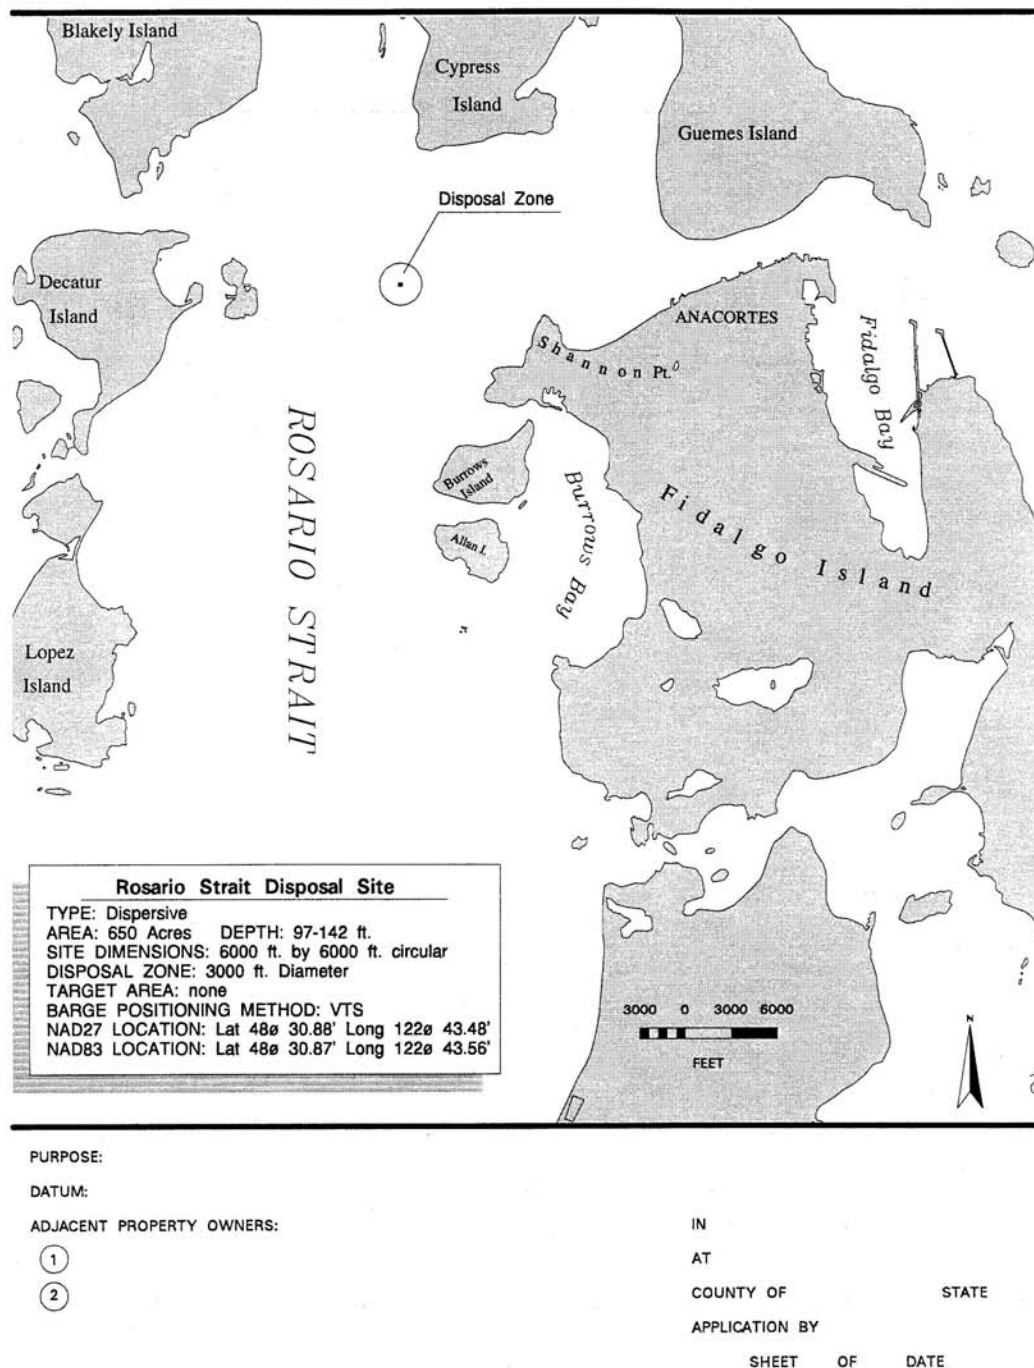 Blakely Island
Cypress
Island
Guemes Island
Disposal Zone
Decatur
Island
ANACORTES
Shannon Pt.
Fidalgo Bay
ROSARIO STRAIT
Burrows
Island
Burrows Bay
Fidalgo Island
Allan I.
Lopez
Island
Rosario Strait Disposal Site
TYPE: Dispersive
AREA: 650 Acres DEPTH: 97-142 ft.
SITE DIMENSIONS: 6000 ft. by 6000 ft. circular
DISPOSAL ZONE: 3000 ft. Diameter
TARGET AREA: none
BARGE POSITIONING METHOD: VTS
NAD27 LOCATION: Lat 48ø 30.88' Long 122ø 43.48'
NAD83 LOCATION: Lat 48ø 30.87' Long 122ø 43.56'
3000 0 3000 6000
FEET
N
PURPOSE:
DATUM:
ADJACENT PROPERTY OWNERS:
1
2
IN
AT
COUNTY OF STATE
APPLICATION BY
SHEET OF DATE